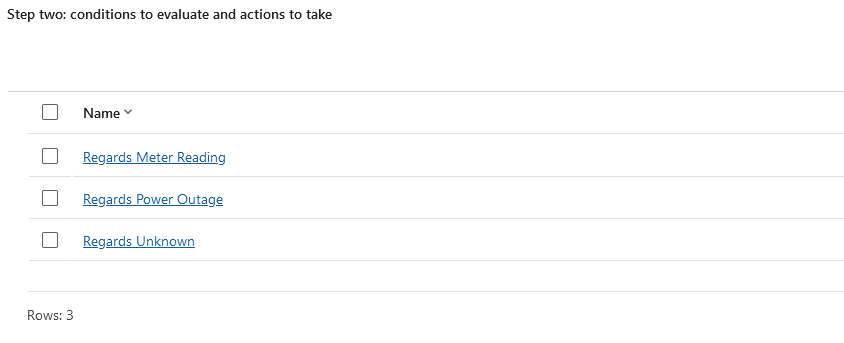 Step two: conditions to evaluate and actions to take
Name
Regards Meter Reading
Regards Power Outage
Regards Unknown
Rows: 3